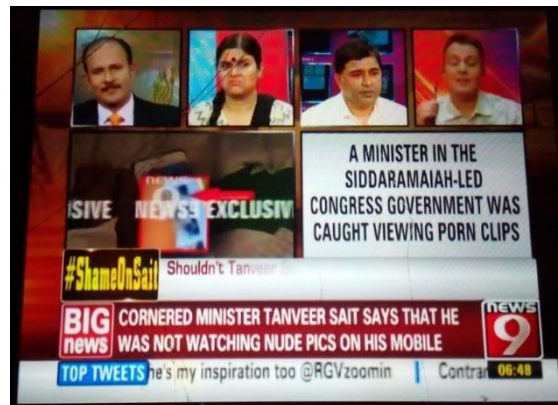 A MINISTER IN THE
SIDDARAMAIAH-LED
CONGRESS GOVERNMENT WAS
CAUGHT VIEWING PORN CLIPS
news
SIVE NEWS9 EXCLUSIV
#ShameOnSait
Shouldn't Tanveer
BIG
news
CORNERED MINISTER TANVEER SAIT SAYS THAT HE
WAS NOT WATCHING NUDE PICS ON HIS MOBILE
news
9
TOP TWEETS
he's my inspiration too @RGVzoomin
Contrar
06:48